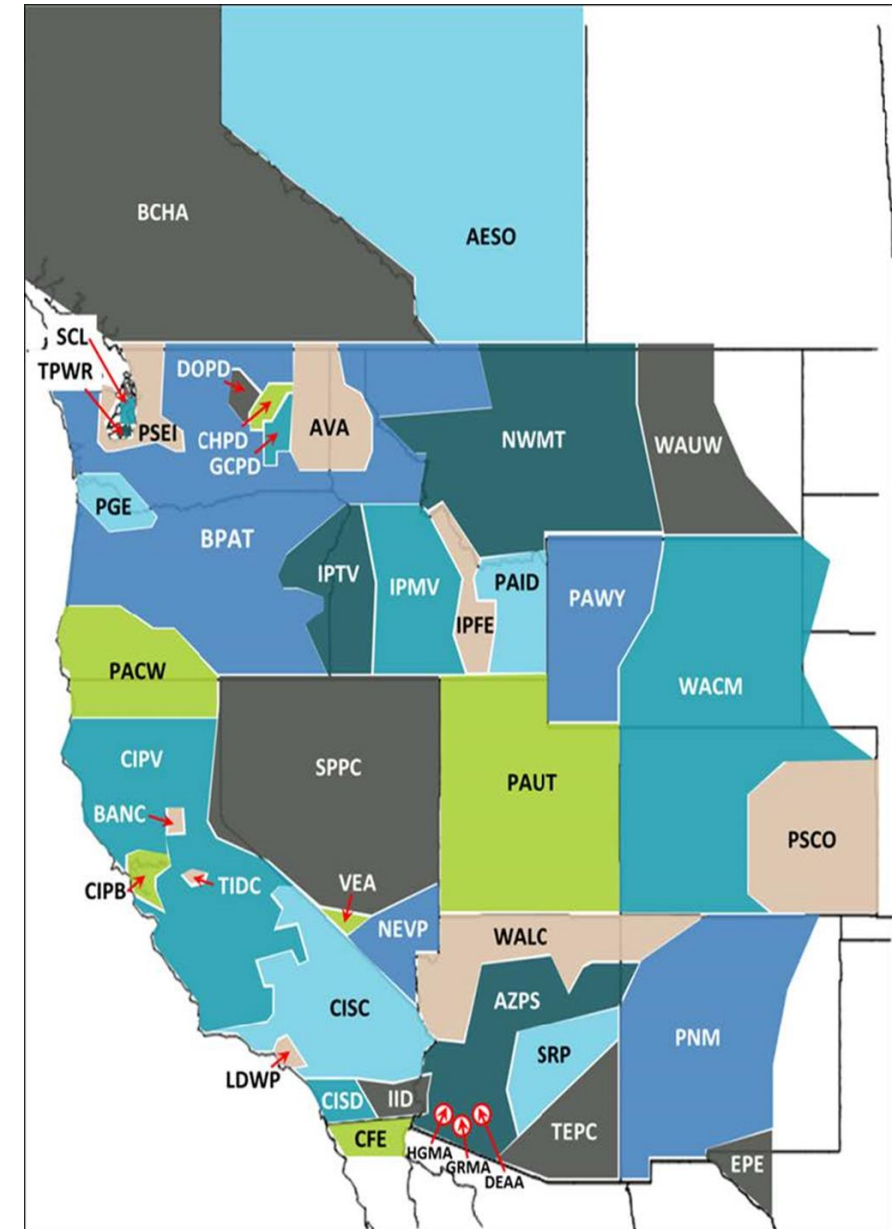 BCHA
AESO
SCL
TPWR
DOPD
PSEI
CHPD
GCPD
AVA
NWMT
WAUW
PGE
BPAT
IPTV
IPMV
IPFE
PAID
PAWY
PACW
WACM
CIPV
SPPC
PAUT
BANC
PSCO
CIPB
TIDC
VEA
NEVP
WALC
CISC
AZPS
SRP
PNM
LDWP
CISD
IID
TEPC
CFE
HGMA
GRMA
DEAA
EPE